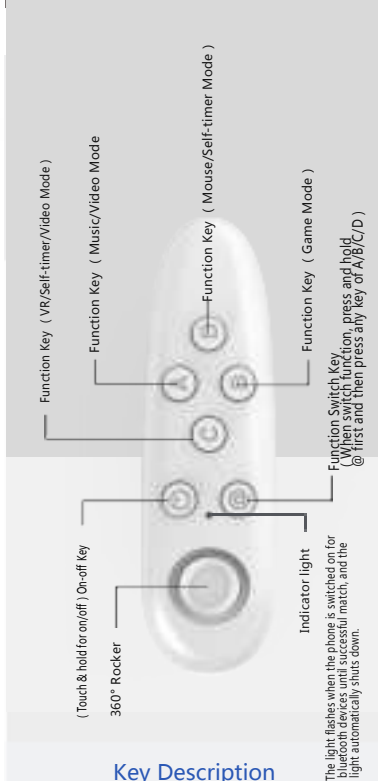 Key Description
( Touch & hold for on/off ) On-off Key
360° Rocker
Indicator light
The light flashes when the phone is switched on for
bluetooth devices until successful match, and the
light automatically shuts down.
Function Key ( VR/Self-timer/Video Mode )
Function Key ( Music/Video Mode
Function Key ( Mouse/Self-timer Mode )
Function Key ( Game Mode )
Function Switch Key
( When switch function, press and hold
@ first and then press any key of A/B/C/D )
A
B
C
D
@